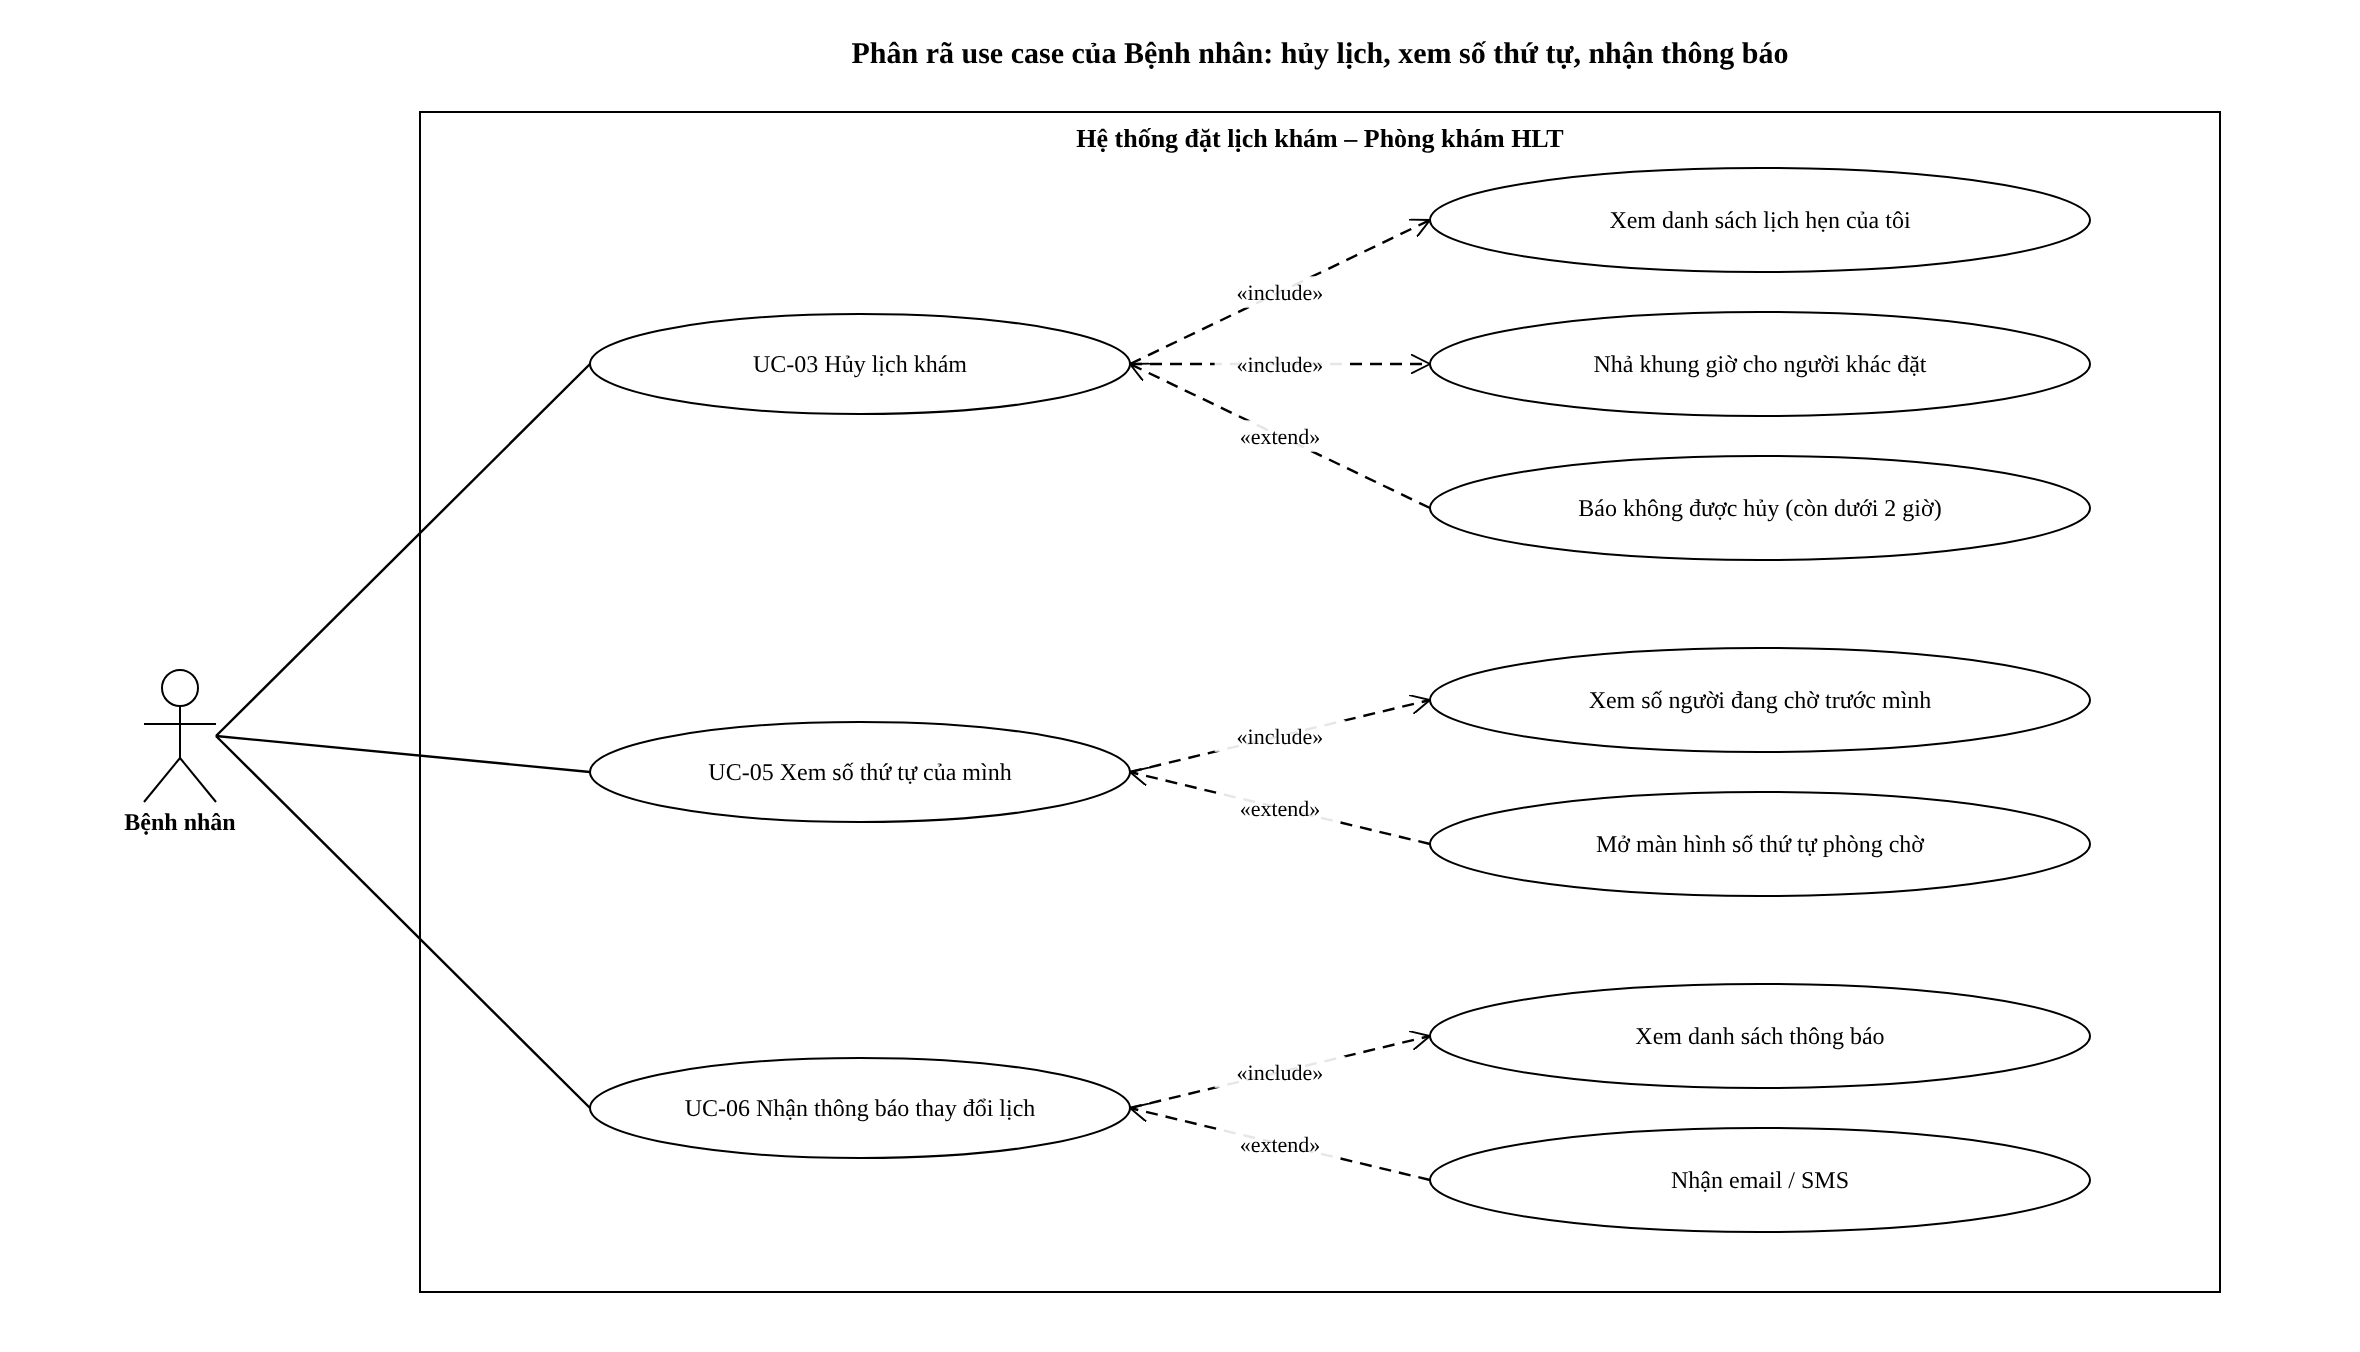 Phân rã use case của Bệnh nhân: hủy lịch, xem số thứ tự, nhận thông báo
Hệ thống đặt lịch khám – Phòng khám HLT
Xem danh sách lịch hẹn của tôi
«include»
UC-03 Hủy lịch khám
«include»
Nhả khung giờ cho người khác đặt
«extend»
Báo không được hủy (còn dưới 2 giờ)
Xem số người đang chờ trước mình
«include»
UC-05 Xem số thứ tự của mình
«extend»
Bệnh nhân
Mở màn hình số thứ tự phòng chờ
Xem danh sách thông báo
«include»
UC-06 Nhận thông báo thay đổi lịch
«extend»
Nhận email / SMS